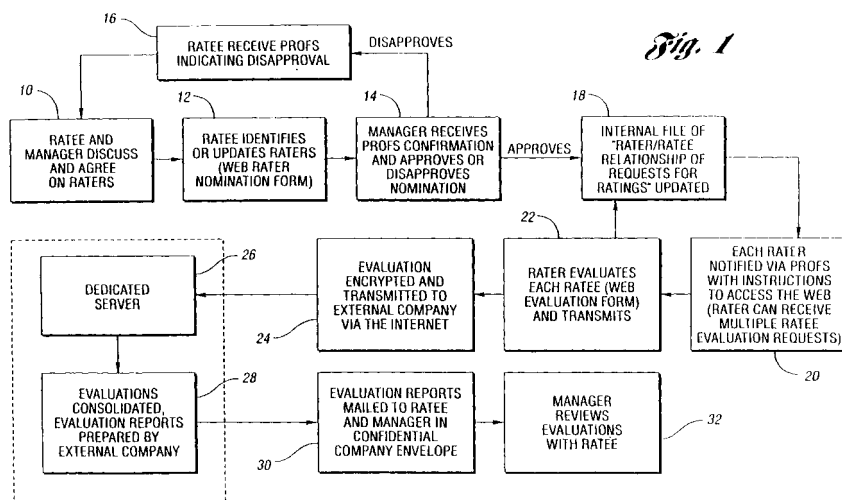 Fig. 1
16
RATEE RECEIVE PROFS
INDICATING DISAPPROVAL
DISAPPROVES
10
RATEE AND
MANAGER DISCUSS
AND AGREE
ON RATERS
12
RATEE IDENTIFIES
OR UPDATES RATERS
(WEB RATER
NOMINATION FORM)
14
MANAGER RECEIVES
PROFS CONFIRMATION
AND APPROVES OR
DISAPPROVES
NOMINATION
APPROVES
18
INTERNAL FILE OF
"RATER/RATEE
RELATIONSHIP OF
REQUESTS FOR
RATINGS" UPDATED
EACH RATER
NOTIFIED VIA PROFS
WITH INSTRUCTIONS
TO ACCESS THE WEB
(RATER CAN RECEIVE
MULTIPLE RATEE
EVALUATION REQUESTS)
20
22
RATER EVALUATES
EACH RATEE (WEB
EVALUATION FORM)
AND TRANSMITS
EVALUATION
ENCRYPTED AND
TRANSMITTED TO
EXTERNAL COMPANY
VIA THE INTERNET
24
26
DEDICATED
SERVER
28
EVALUATIONS
CONSOLIDATED,
EVALUATION REPORTS
PREPARED BY
EXTERNAL COMPANY
EVALUATION REPORTS
MAILED TO RATEE
AND MANAGER IN
CONFIDENTIAL
COMPANY ENVELOPE
30
MANAGER
REVIEWS
EVALUATIONS
WITH RATEE
32